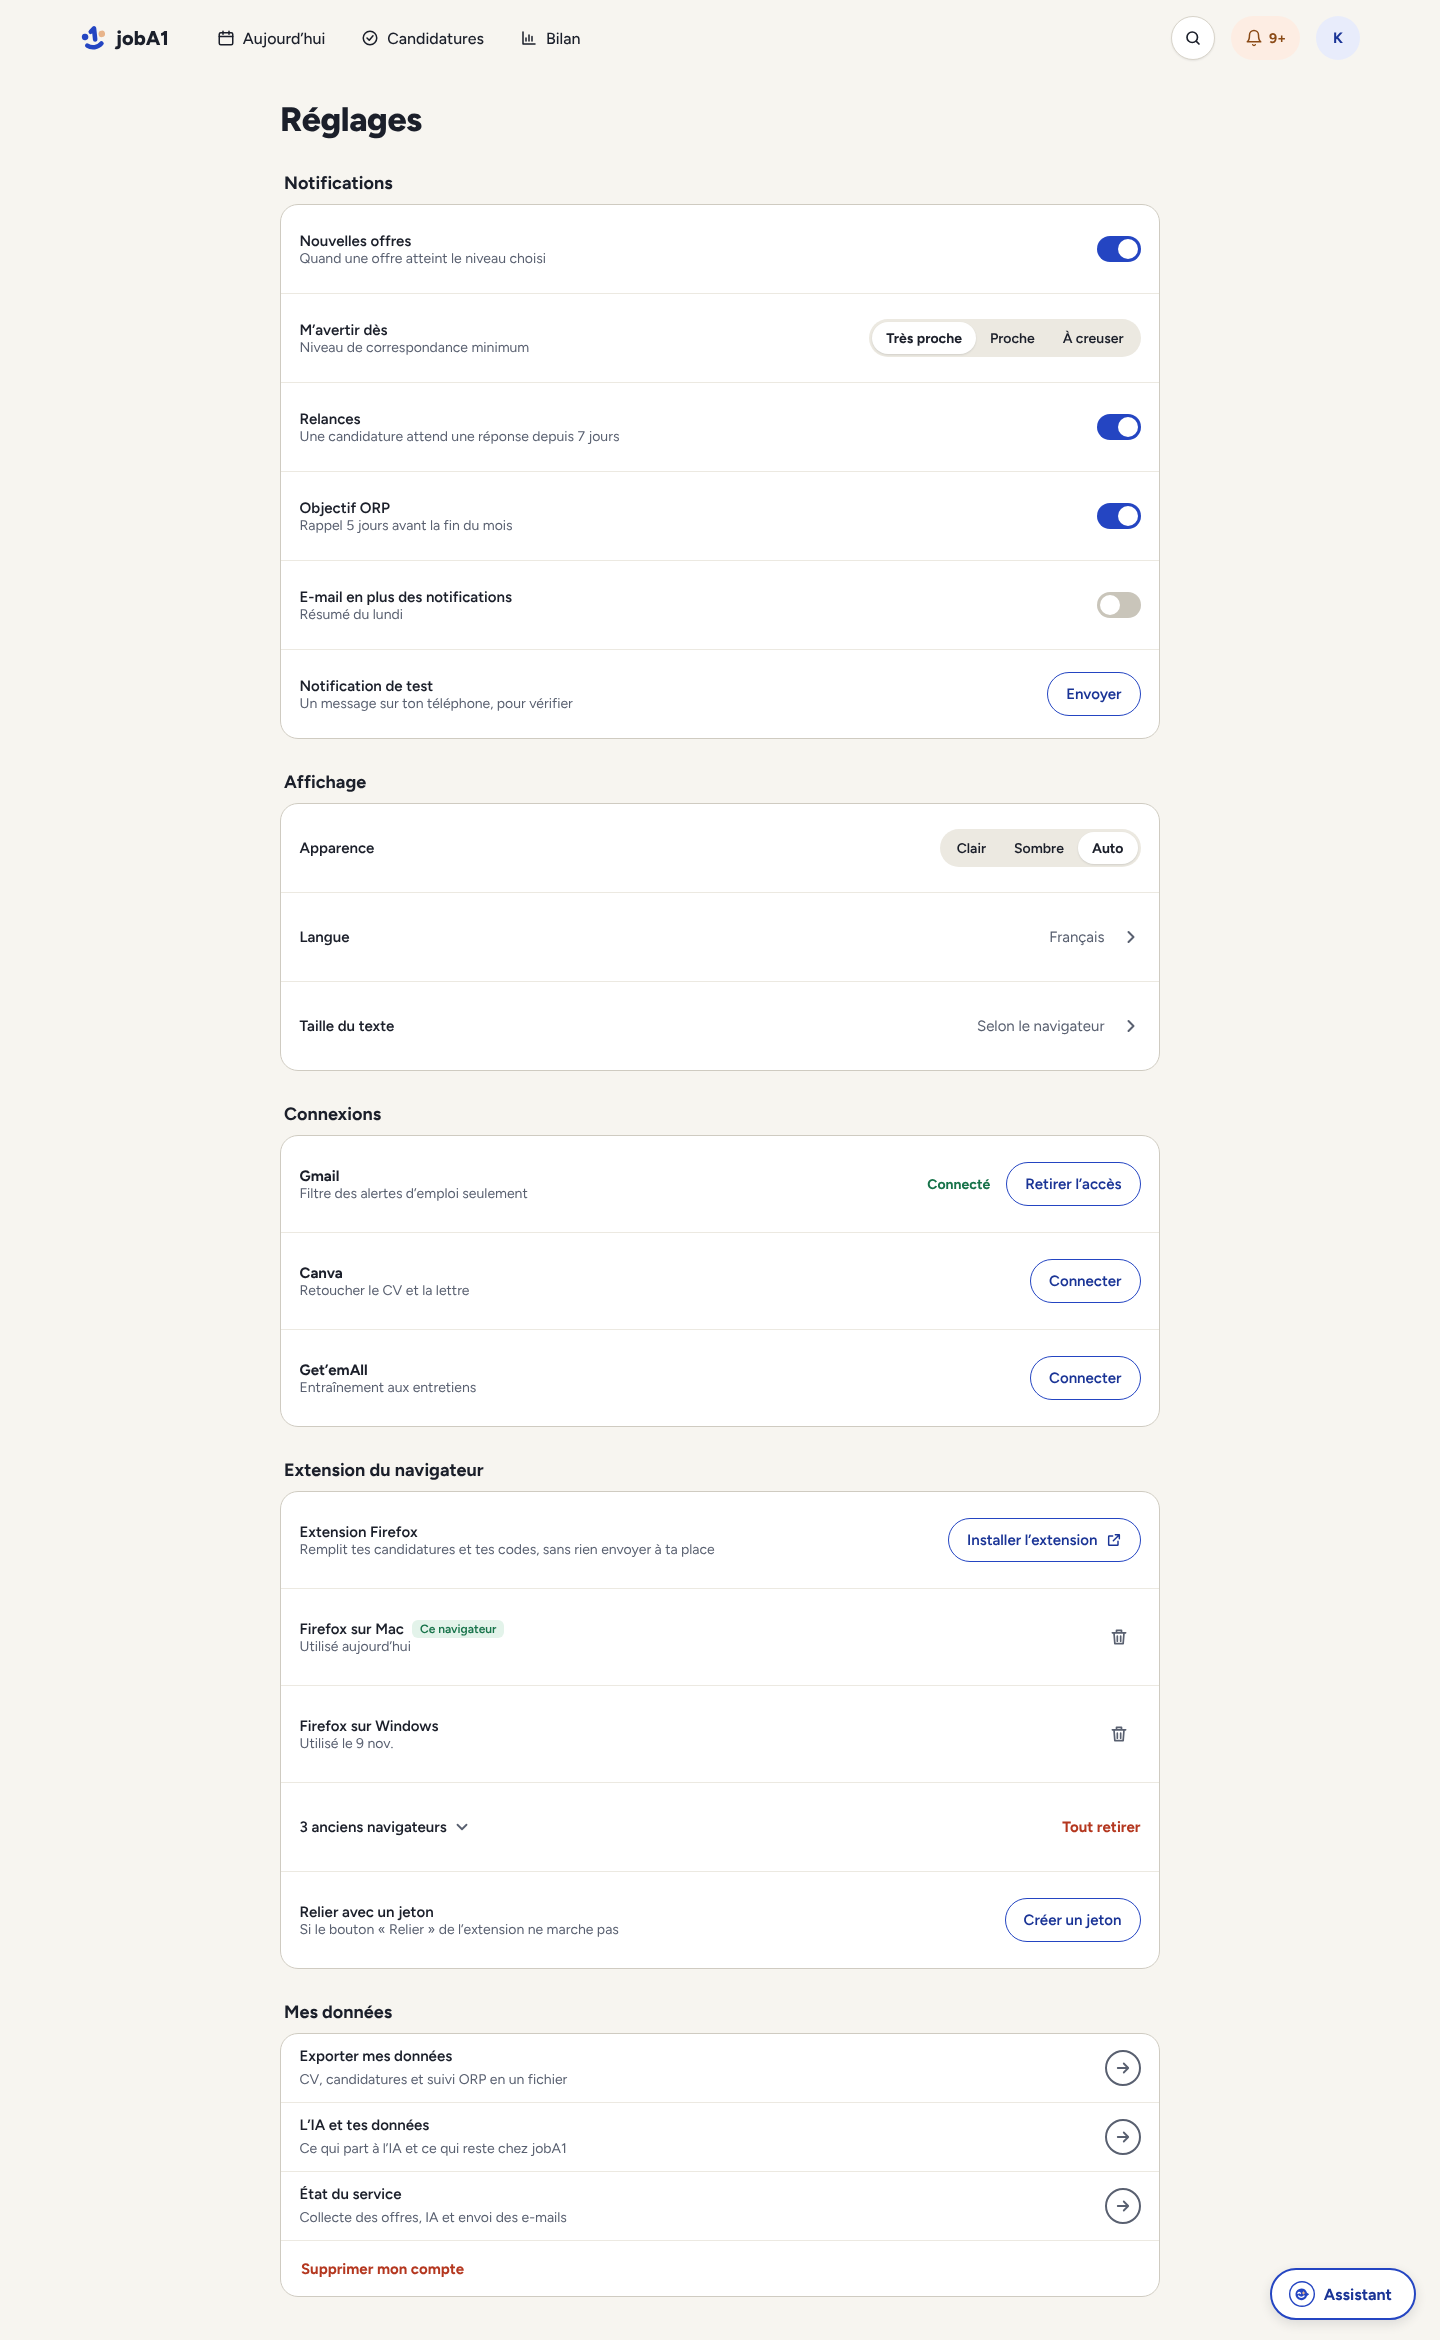 jobA1
Aujourd’hui
Candidatures
Bilan
9+
K
Réglages
Notifications
Nouvelles offres
Quand une offre atteint le niveau choisi
M’avertir dès
Niveau de correspondance minimum
Très proche
Proche
À creuser
Relances
Une candidature attend une réponse depuis 7 jours
Objectif ORP
Rappel 5 jours avant la fin du mois
E-mail en plus des notifications
Résumé du lundi
Notification de test
Un message sur ton téléphone, pour vérifier
Envoyer
Affichage
Apparence
Clair
Sombre
Auto
Langue
Français
Taille du texte
Selon le navigateur
Connexions
Gmail
Filtre des alertes d’emploi seulement
Connecté
Retirer l’accès
Canva
Retoucher le CV et la lettre
Connecter
Get’emAll
Entraînement aux entretiens
Connecter
Extension du navigateur
Extension Firefox
Remplit tes candidatures et tes codes, sans rien envoyer à ta place
Installer l’extension
Firefox sur Mac
Ce navigateur
Utilisé aujourd’hui
Firefox sur Windows
Utilisé le 9 nov.
3 anciens navigateurs
Tout retirer
Relier avec un jeton
Si le bouton « Relier » de l’extension ne marche pas
Créer un jeton
Mes données
Exporter mes données
CV, candidatures et suivi ORP en un fichier
L’IA et tes données
Ce qui part à l’IA et ce qui reste chez jobA1
État du service
Collecte des offres, IA et envoi des e-mails
Supprimer mon compte
Assistant